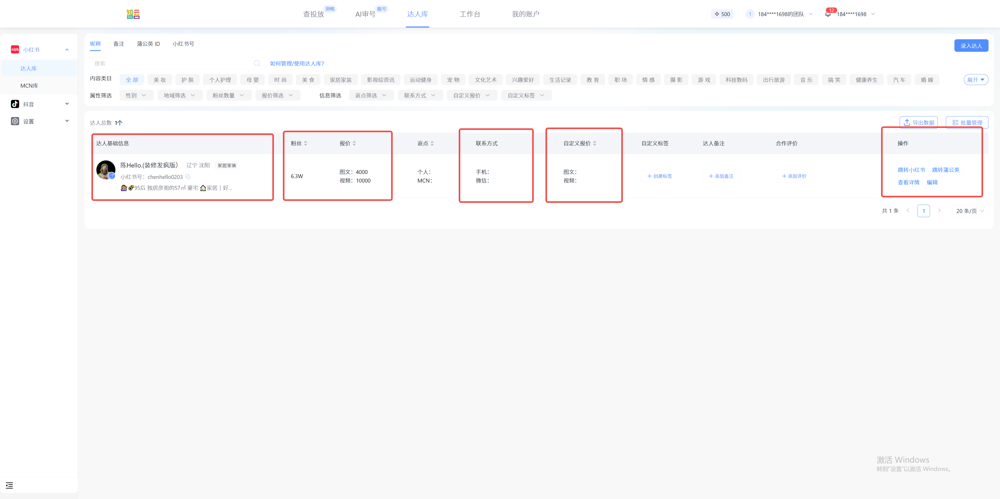 智云
查投放 测略 AI审号 靓号 达人库 工作台 我的账户 500 1 184****1698的团队 12 184****1698
小红书 小红书
达人库
MCN库
抖音
设置
昵称 备注 蒲公英 ID 小红书号 录入达人
搜索 如何管理/使用达人库?
内容类目 全 部 美 妆 护 肤 个人护理 母 婴 时 尚 美 食 家居家装 影视综资讯 运动健身 宠 物 文化艺术 兴趣爱好 生活记录 教 育 职 场 情 感 摄 影 游 戏 科技数码 出行旅游 音 乐 搞 笑 健康养生 汽 车 婚 嫁 展开
属性筛选 性别 地域筛选 粉丝数量 报价筛选 信息筛选 返点筛选 联系方式 自定义报价 自定义标签
达人总数 1个 导出数据 批量管理
达人基础信息 粉丝 报价 返点 联系方式 自定义报价 自定义标签 达人备注 合作评价 操作
陈Hello.(装修发疯版) 辽宁 沈阳 家居家装
小红书号: chenhello0203
95后 独居彦祖的57㎡ 豪宅 🏠家居｜好...
6.3W
图文: 4000
视频: 10000
个人:
MCN:
手机:
微信:
图文:
视频:
+ 创建标签 + 添加备注 + 添加评价
跳转小红书 跳转蒲公英
查看详情 编辑
共 1 条 < 1 > 20 条/页
激活 Windows
转到"设置"以激活 Windows。